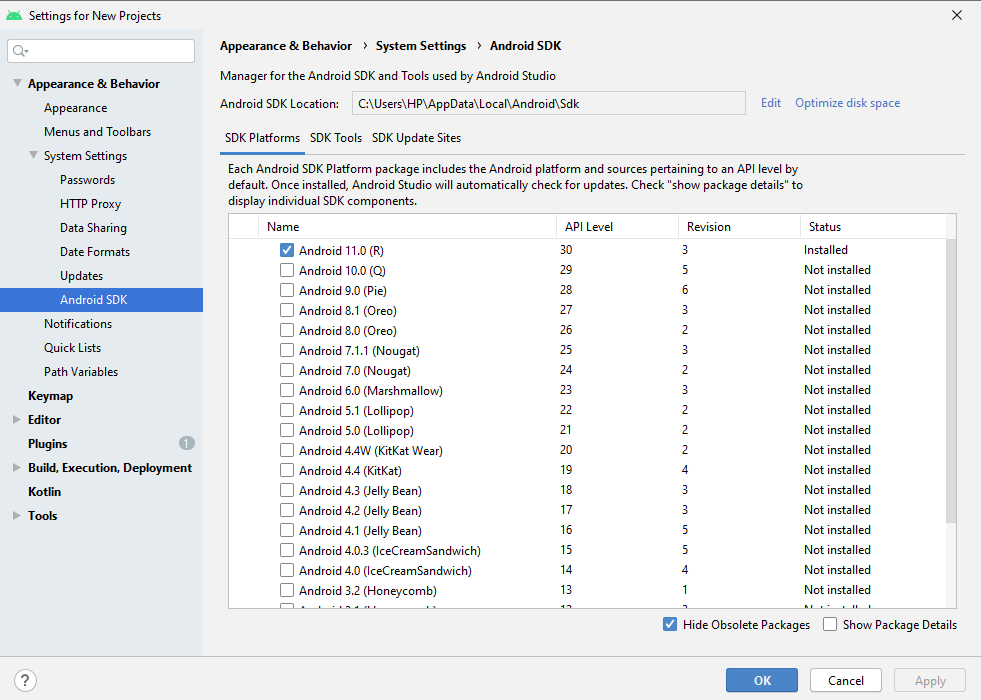 Settings for New Projects
Appearance & Behavior
Appearance
Menus and Toolbars
System Settings
Passwords
HTTP Proxy
Data Sharing
Date Formats
Updates
Android SDK
Notifications
Quick Lists
Path Variables
Keymap
Editor
Plugins 1
Build, Execution, Deployment
Kotlin
Tools
Appearance & Behavior › System Settings › Android SDK
Manager for the Android SDK and Tools used by Android Studio
Android SDK Location: C:\Users\HP\AppData\Local\Android\Sdk Edit Optimize disk space
SDK Platforms SDK Tools SDK Update Sites
Each Android SDK Platform package includes the Android platform and sources pertaining to an API level by
default. Once installed, Android Studio will automatically check for updates. Check "show package details" to
display individual SDK components.
Name API Level Revision Status
Android 11.0 (R) 30 3 Installed
Android 10.0 (Q) 29 5 Not installed
Android 9.0 (Pie) 28 6 Not installed
Android 8.1 (Oreo) 27 3 Not installed
Android 8.0 (Oreo) 26 2 Not installed
Android 7.1.1 (Nougat) 25 3 Not installed
Android 7.0 (Nougat) 24 2 Not installed
Android 6.0 (Marshmallow) 23 3 Not installed
Android 5.1 (Lollipop) 22 2 Not installed
Android 5.0 (Lollipop) 21 2 Not installed
Android 4.4W (KitKat Wear) 20 2 Not installed
Android 4.4 (KitKat) 19 4 Not installed
Android 4.3 (Jelly Bean) 18 3 Not installed
Android 4.2 (Jelly Bean) 17 3 Not installed
Android 4.1 (Jelly Bean) 16 5 Not installed
Android 4.0.3 (IceCreamSandwich) 15 5 Not installed
Android 4.0 (IceCreamSandwich) 14 4 Not installed
Android 3.2 (Honeycomb) 13 1 Not installed
Hide Obsolete Packages Show Package Details
? OK Cancel Apply